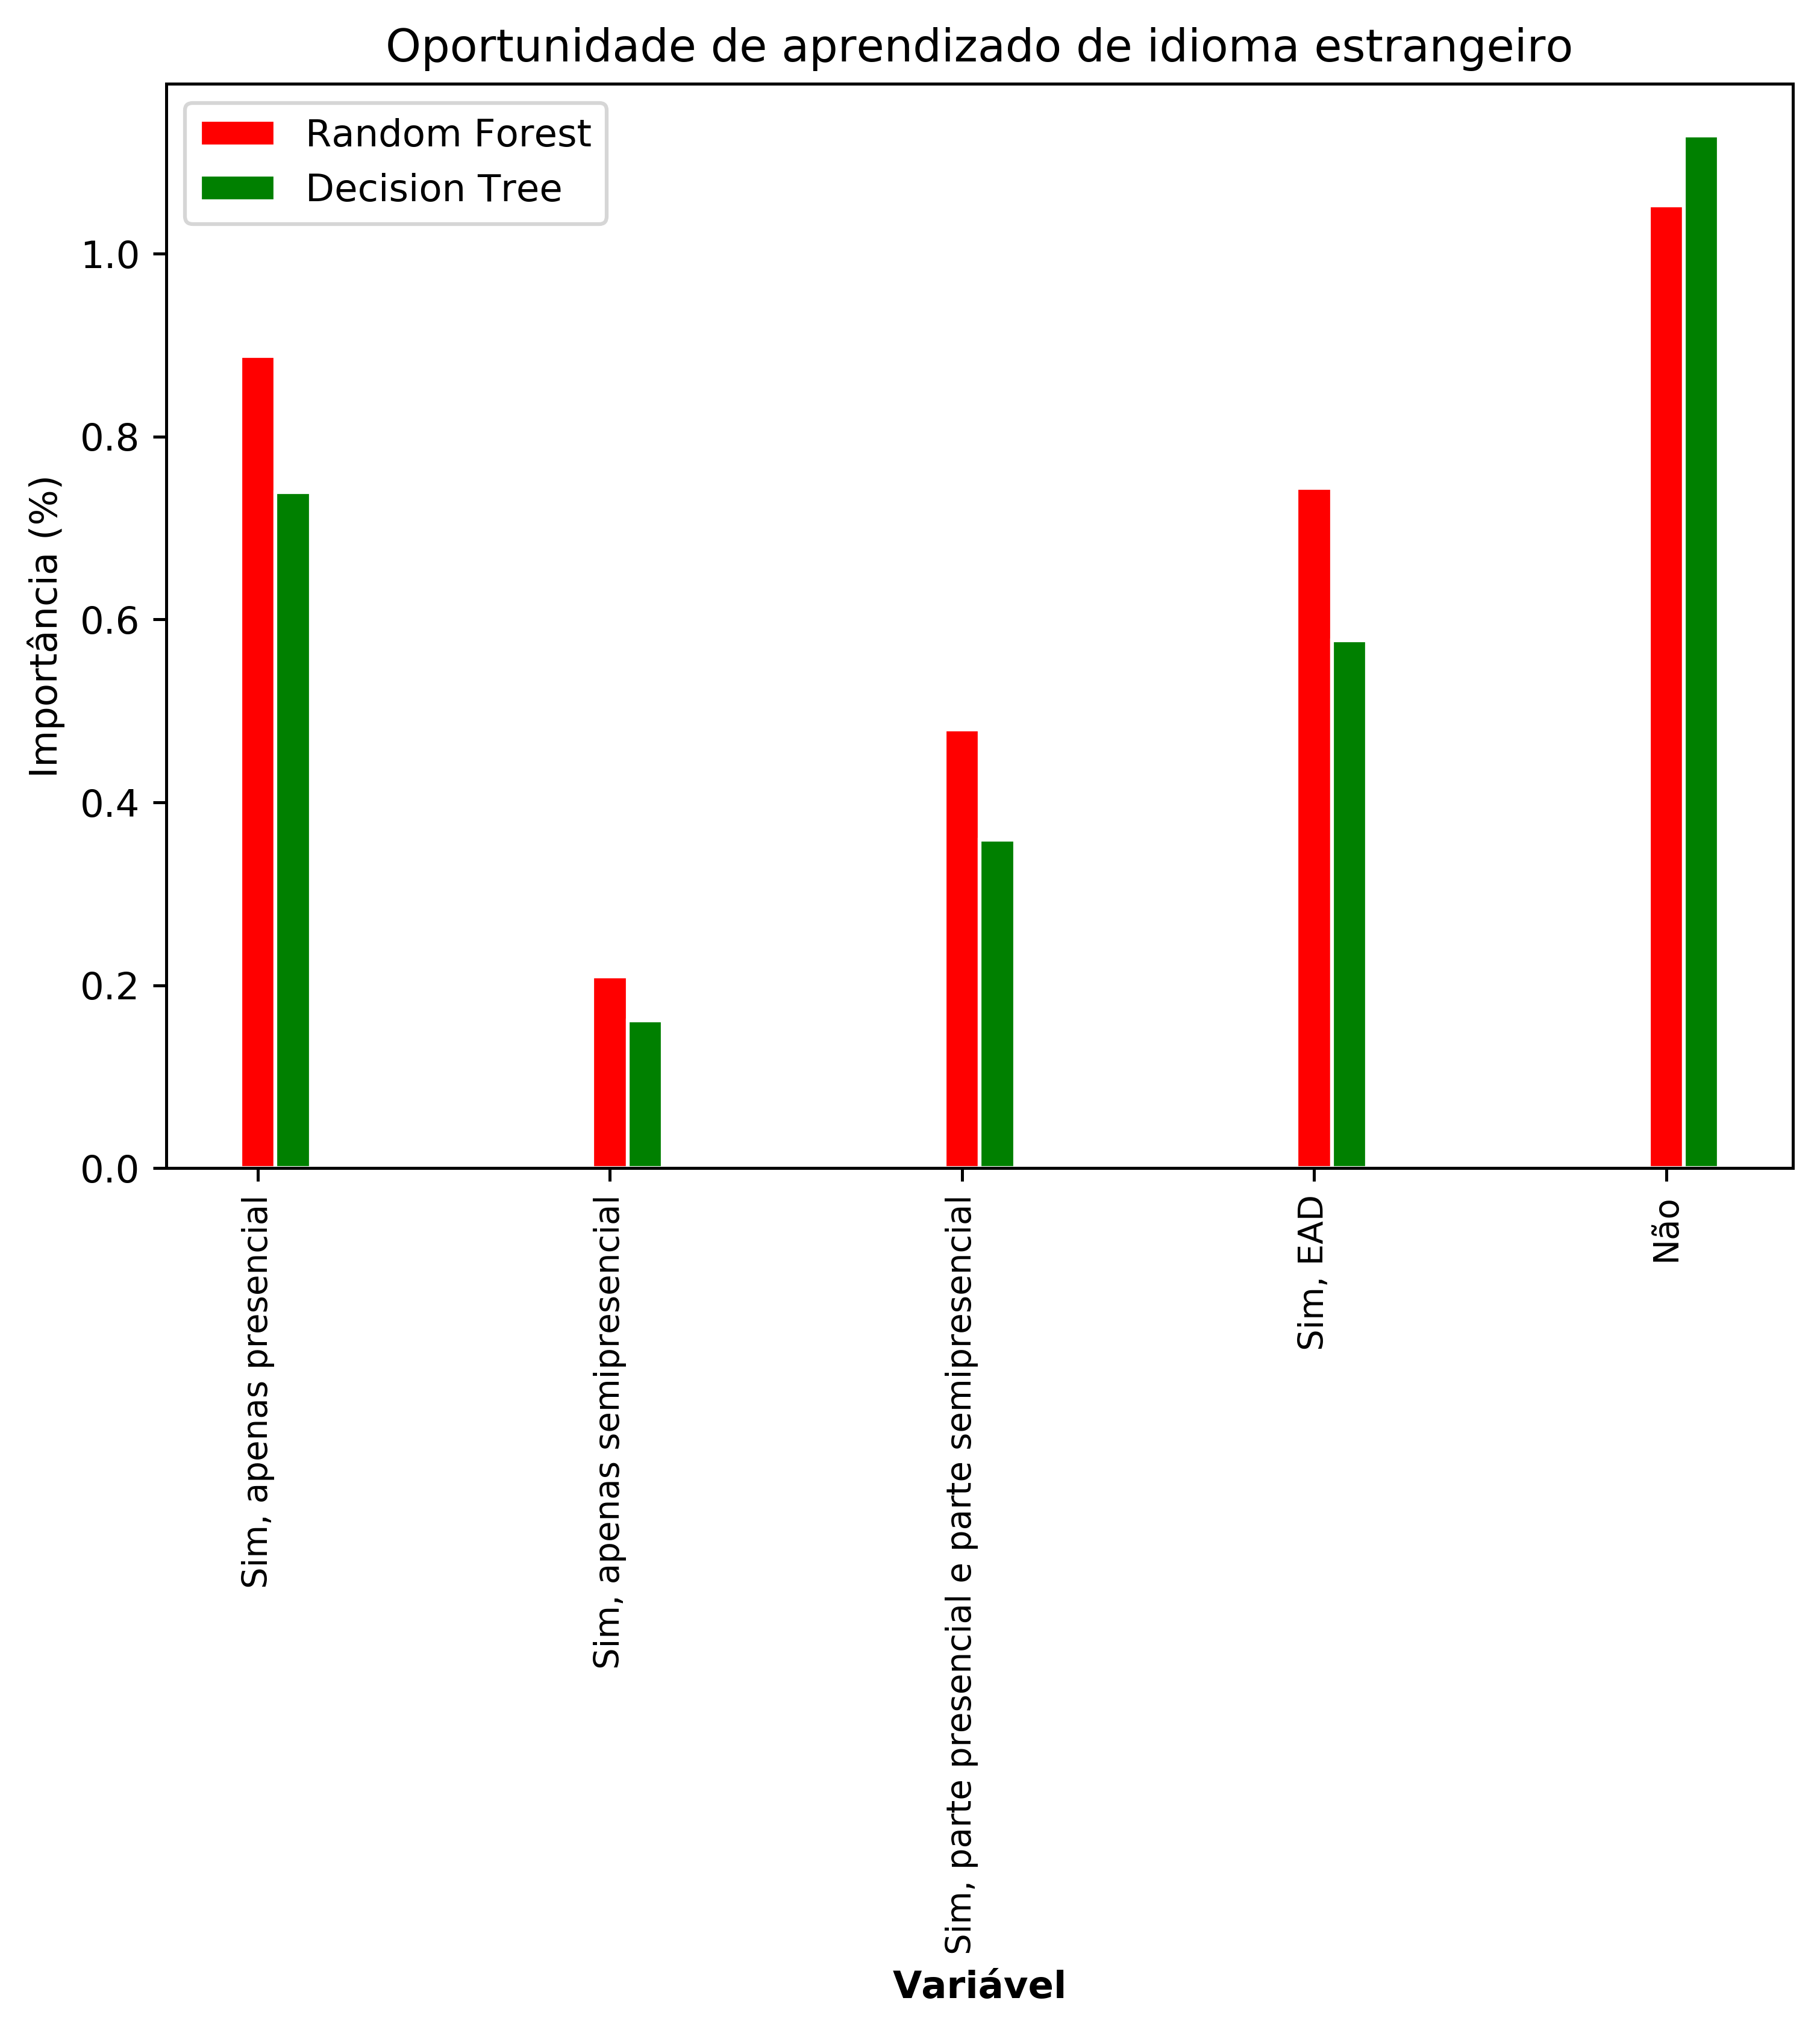 Oportunidade de aprendizado de idioma estrangeiro
Random Forest
Decision Tree
Importância (%)
1.0
0.8
0.6
0.4
0.2
0.0
Sim, apenas presencial
Sim, apenas semipresencial
Sim, parte presencial e parte semipresencial
Sim, EAD
Não
Variável